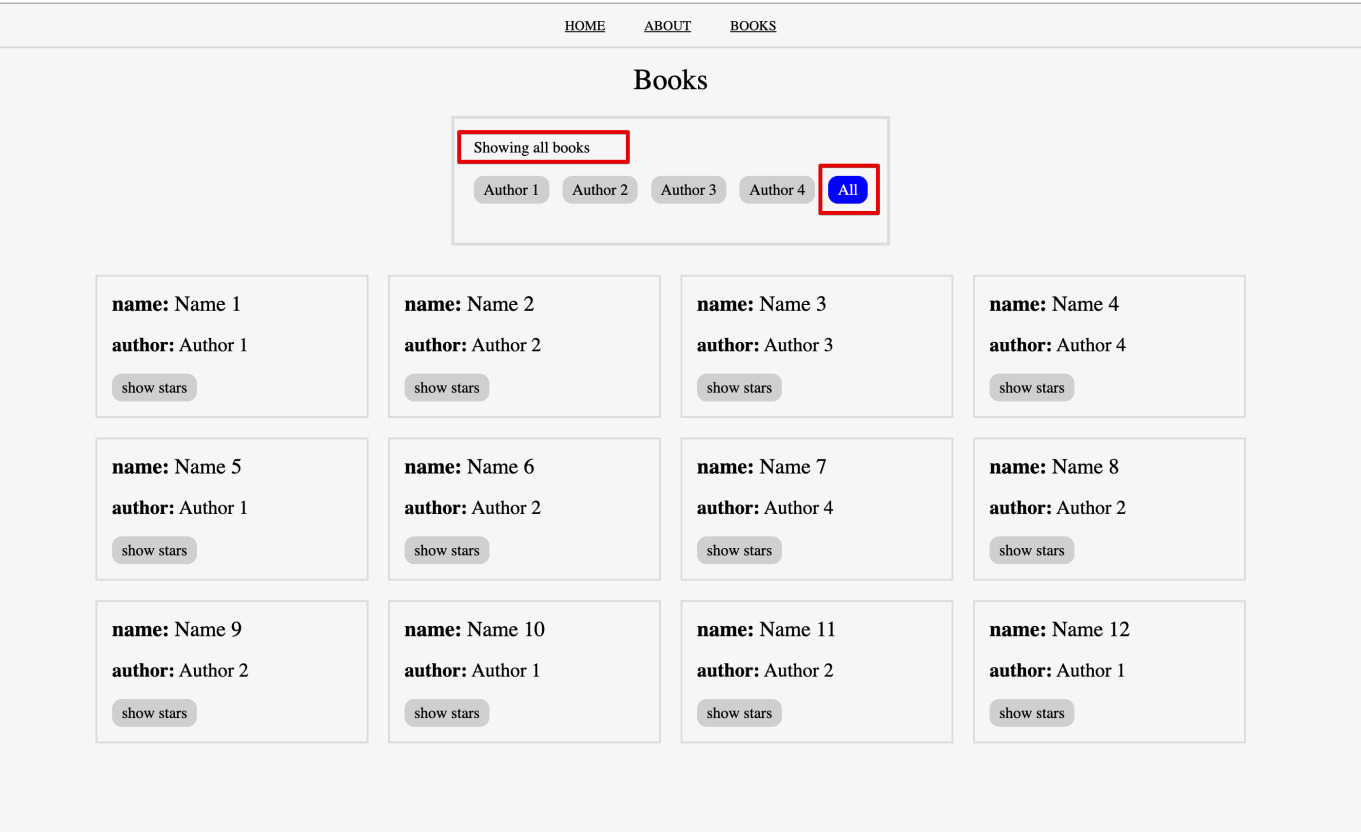 HOME ABOUT BOOKS
Books
Showing all books
Author 1 Author 2 Author 3 Author 4 All
name: Name 1
author: Author 1
show stars
name: Name 2
author: Author 2
show stars
name: Name 3
author: Author 3
show stars
name: Name 4
author: Author 4
show stars
name: Name 5
author: Author 1
show stars
name: Name 6
author: Author 2
show stars
name: Name 7
author: Author 4
show stars
name: Name 8
author: Author 2
show stars
name: Name 9
author: Author 2
show stars
name: Name 10
author: Author 1
show stars
name: Name 11
author: Author 2
show stars
name: Name 12
author: Author 1
show stars